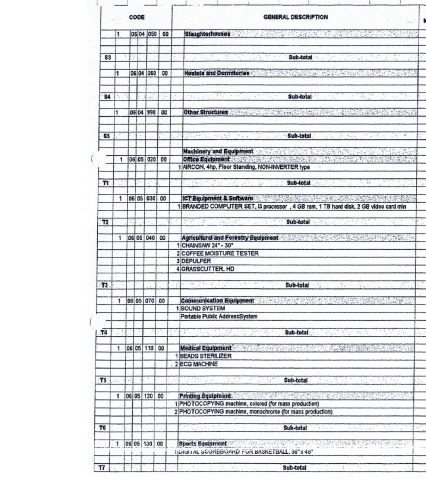 CODE GENERAL DESCRIPTION
1 06 04 050 00 Slaughterhouses
S3 Sub-total
1 06 04 060 00 Hostels and Dormitories
S4 Sub-total
1 06 04 990 00 Other Structures
S5 Sub-total
Machinery and Equipment
1 06 05 020 00 Office Equipment
1 AIRCON, 4hp, Floor Standing, NON-INVERTER type
T1 Sub-total
1 06 05 030 00 ICT Equipment & Software
1 BRANDED COMPUTER SET, i3 processor , 4 GB ram, 1 TB hard disk, 2 GB video card min
T2 Sub-total
1 06 05 040 00 Agricultural and Forestry Equipment
1 CHAINSAW 24" - 30"
2 COFFEE MOISTURE TESTER
3 DEPULPER
4 GRASSCUTTER, HD
T3 Sub-total
1 06 05 070 00 Communication Equipment
1 SOUND SYSTEM
Portable Public AddressSystem
T4 Sub-total
1 06 05 110 00 Medical Equipment
1 BEADS STERILIZER
2 ECG MACHINE
T5 Sub-total
1 06 05 120 00 Printing Equipment
1 PHOTOCOPYING machine, colored (for mass production)
2 PHOTOCOPYING machine, monochrome (for mass production)
T6 Sub-total
1 06 05 130 00 Sports Equipment
1 DIGITAL SCOREBOARD FOR BASKETBALL, 36" x 48"
T7 Sub-total